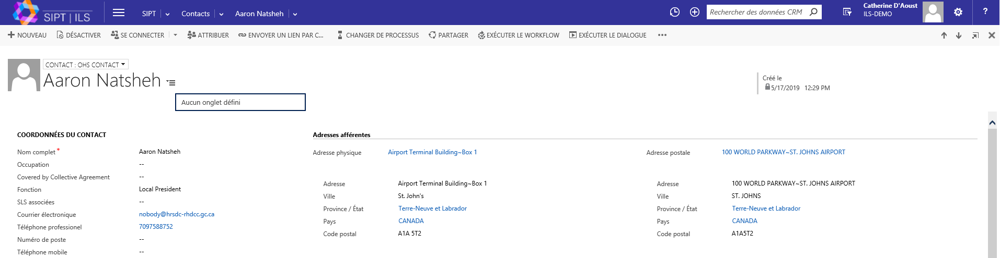 SIPT | ILS
SIPT
Contacts
Aaron Natsheh
Rechercher des données CRM
Catherine D'Aoust
ILS-DEMO
?
NOUVEAU
DÉSACTIVER
SE CONNECTER
ATTRIBUER
ENVOYER UN LIEN PAR C...
CHANGER DE PROCESSUS
PARTAGER
EXÉCUTER LE WORKFLOW
EXÉCUTER LE DIALOGUE
CONTACT : OHS CONTACT
Aaron Natsheh
Créé le
5/17/2019 12:29 PM
Aucun onglet défini
COORDONNÉES DU CONTACT
Nom complet * Aaron Natsheh
Occupation --
Covered by Collective Agreement --
Fonction Local President
SLS associées --
Courrier électronique nobody@hrsdc-rhdcc.gc.ca
Téléphone professionel 7097588752
Numéro de poste --
Téléphone mobile --
Adresses afférentes
Adresse physique Airport Terminal Building~Box 1
Adresse Airport Terminal Building~Box 1
Ville St. John's
Province / État Terre-Neuve et Labrador
Pays CANADA
Code postal A1A 5T2
Adresse postale 100 WORLD PARKWAY~ST. JOHNS AIRPORT
Adresse 100 WORLD PARKWAY~ST. JOHNS AIRPORT
Ville ST. JOHNS
Province / État Terre-Neuve et Labrador
Pays CANADA
Code postal A1A5T2